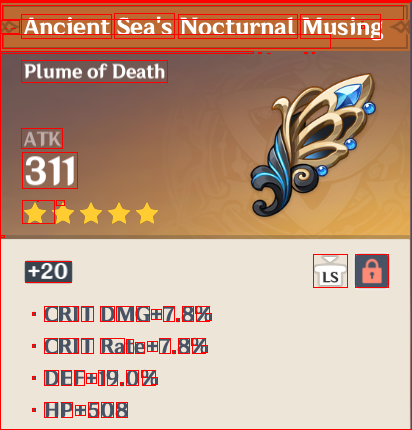 Ancient Sea's Nocturnal Musing
Plume of Death
ATK
311
+20
LS
· CRIT DMG+7.8%
· CRIT Rate+7.8%
· DEF+19.0%
· HP+508